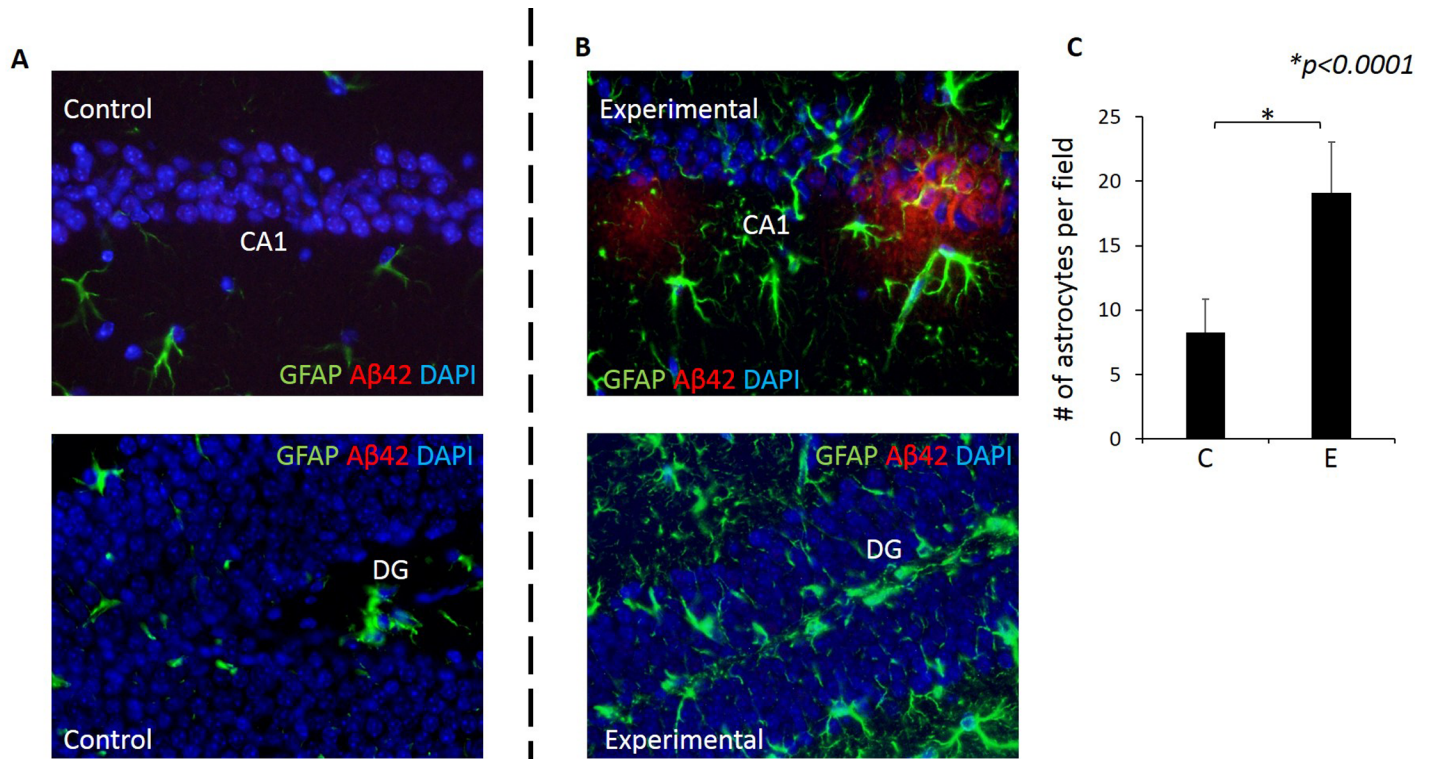 A
Control
CA1
GFAP Aβ42 DAPI
GFAP Aβ42 DAPI
DG
Control
B
Experimental
CA1
GFAP Aβ42 DAPI
GFAP Aβ42 DAPI
DG
Experimental
C
*p<0.0001
*
# of astrocytes per field
25
20
15
10
5
0
C E